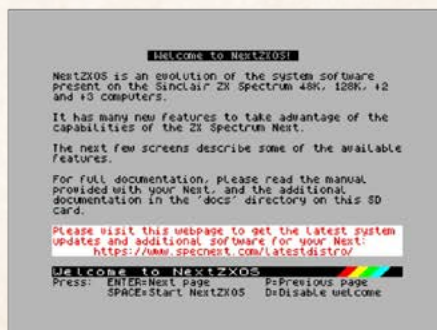 Welcome to NextZXOS!
NextZXOS is an evolution of the system software
present on the Sinclair ZX Spectrum 48K, 128K, +2
and +3 computers.
It has many new features to take advantage of the
capabilities of the ZX Spectrum Next.
The next few screens describe some of the available
features.
For full documentation, please read the manual
provided with your Next, and the additional
documentation in the 'docs' directory on this SD
card.
Please visit this webpage to get the latest system
updates and additional software for your Next:
https://www.specnext.com/latestdistro/
Welcome to NextZXOS
Press: ENTER=Next page P=Previous page
SPACE=Start NextZXOS D=Disable welcome